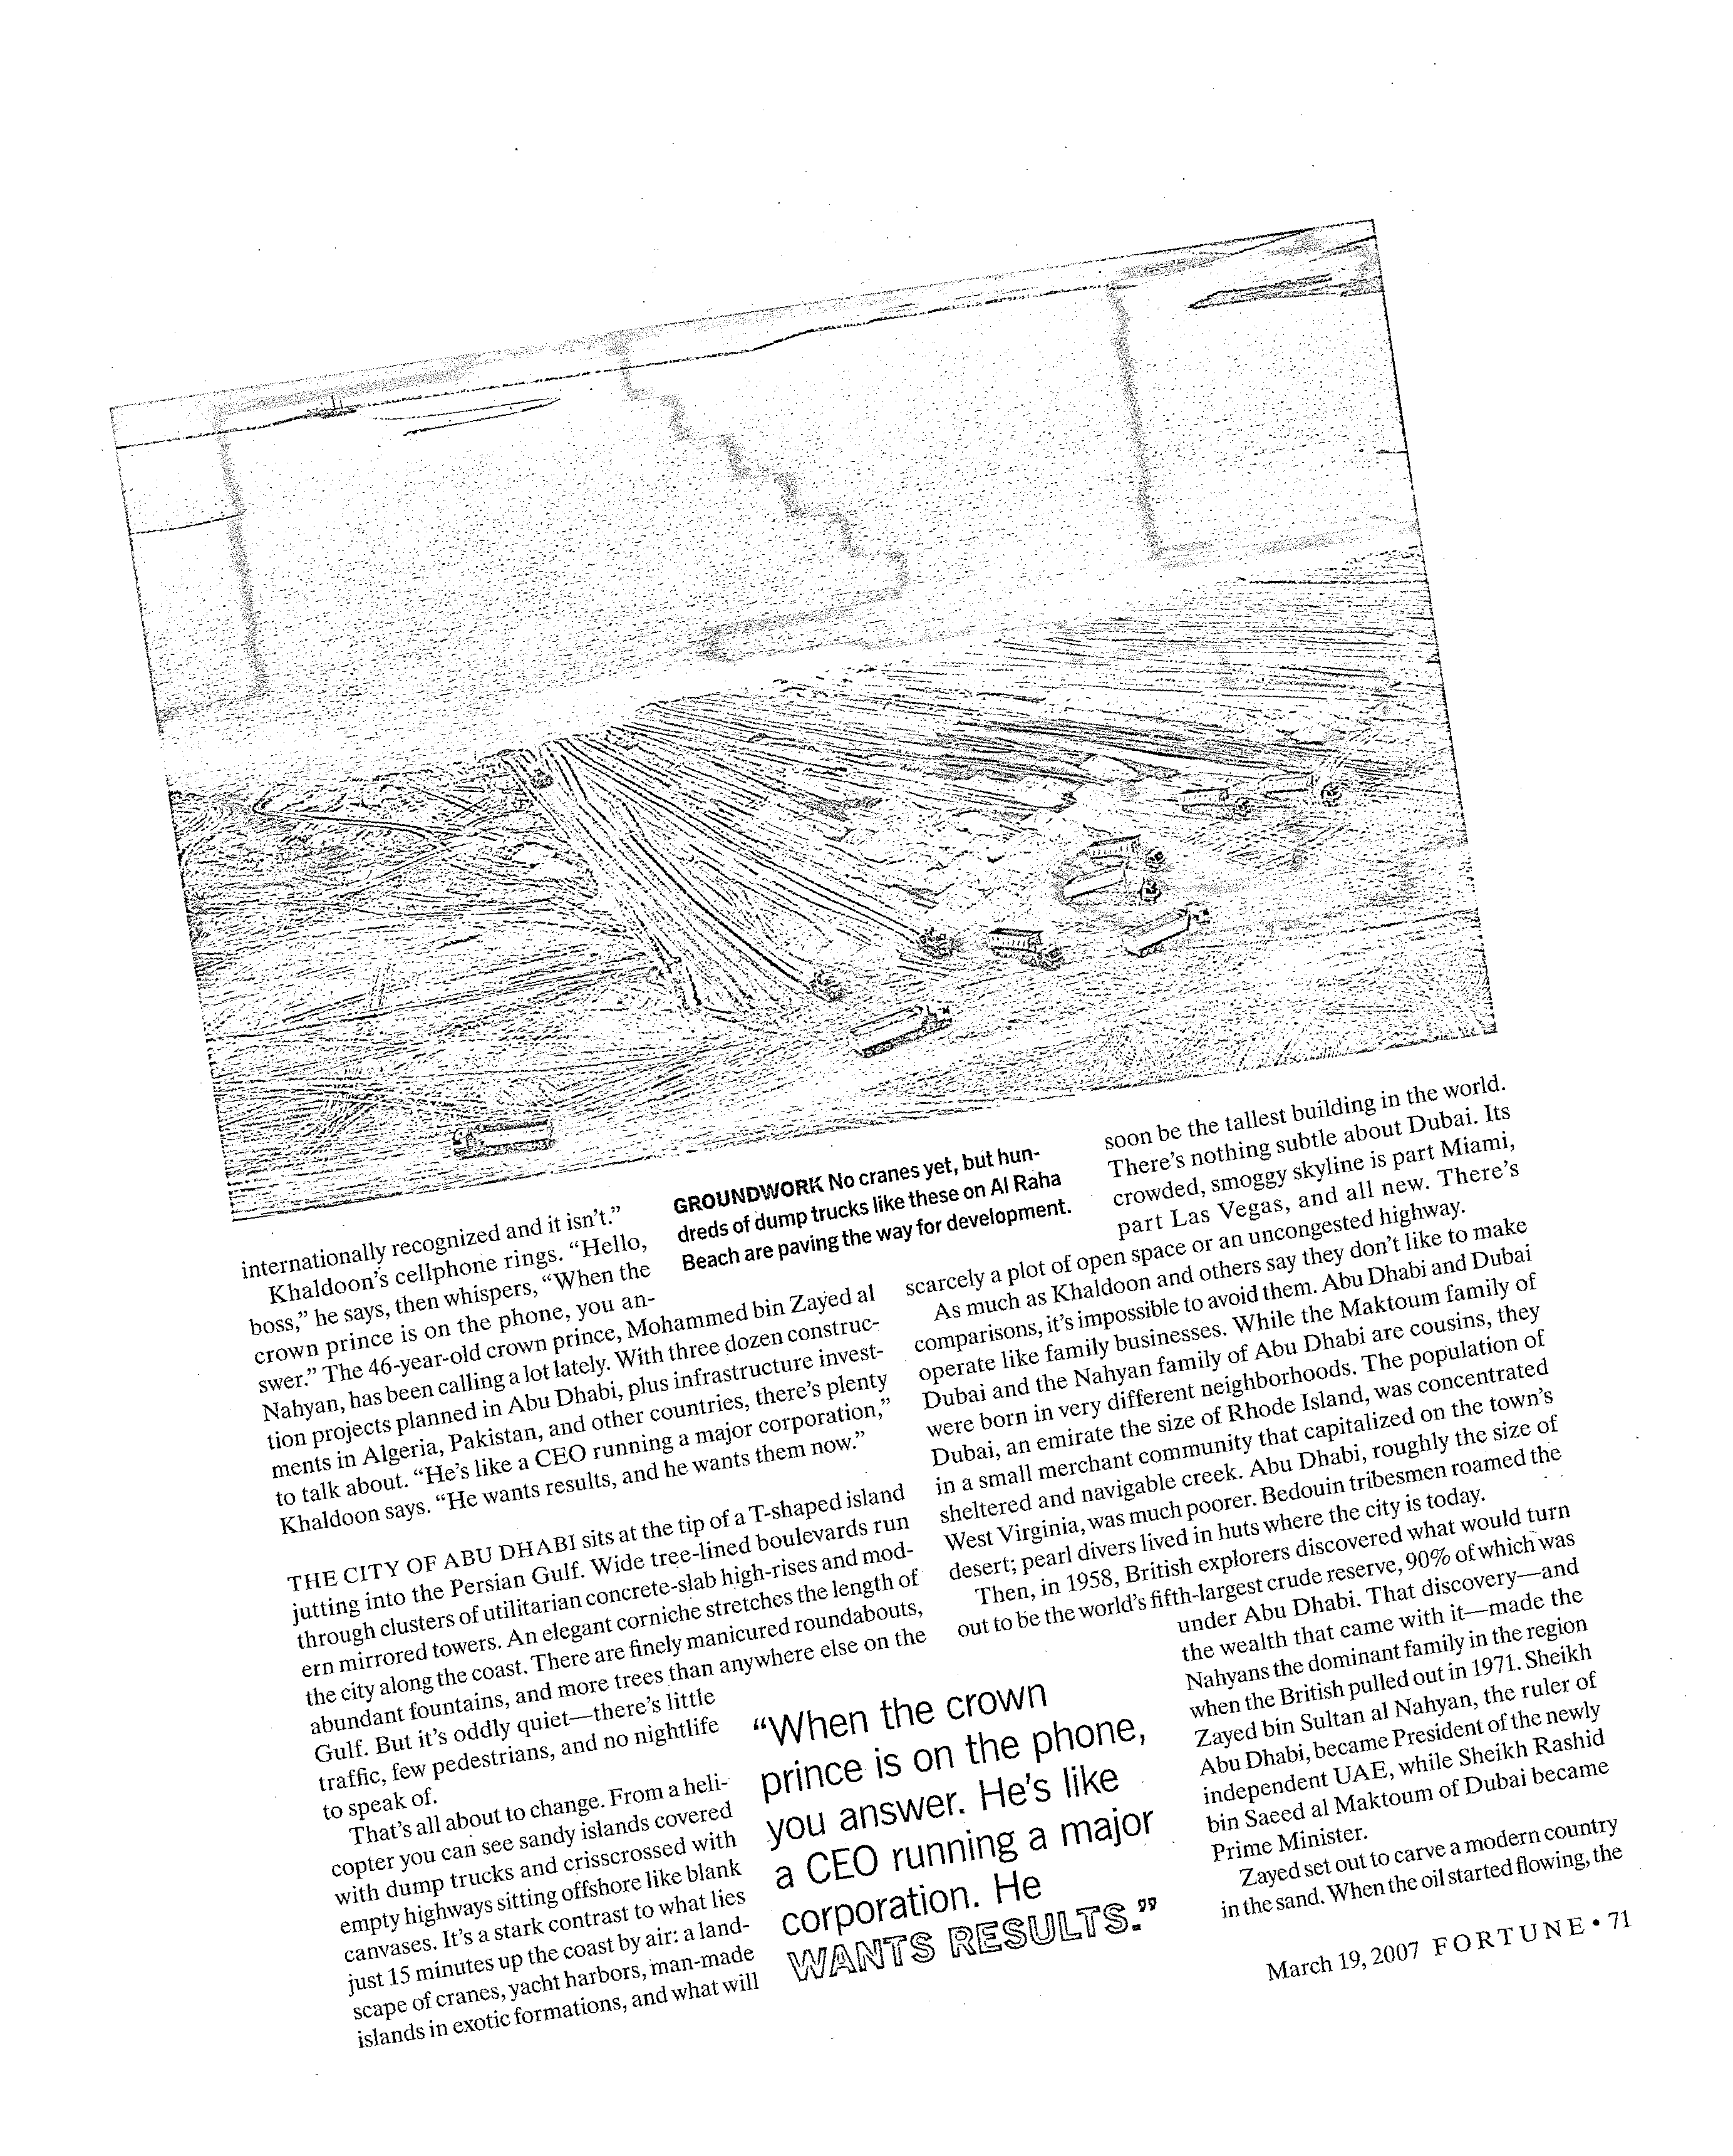 GROUNDWORK No cranes yet, but hun-
dreds of dump trucks like these on Al Raha
Beach are paving the way for development.
internationally recognized and it isn't."
Khaldoon's cellphone rings. "Hello,
boss," he says, then whispers, "When the
crown prince is on the phone, you an-
swer." The 46-year-old crown prince, Mohammed bin Zayed al
Nahyan, has been calling a lot lately. With three dozen construc-
tion projects planned in Abu Dhabi, plus infrastructure invest-
ments in Algeria, Pakistan, and other countries, there's plenty
to talk about. "He's like a CEO running a major corporation,"
Khaldoon says. "He wants results, and he wants them now."
THE CITY OF ABU DHABI sits at the tip of a T-shaped island
jutting into the Persian Gulf. Wide tree-lined boulevards run
through clusters of utilitarian concrete-slab high-rises and mod-
ern mirrored towers. An elegant corniche stretches the length of
the city along the coast. There are finely manicured roundabouts,
abundant fountains, and more trees than anywhere else on the
Gulf. But it's oddly quiet—there's little
traffic, few pedestrians, and no nightlife
to speak of.
That's all about to change. From a heli-
copter you can see sandy islands covered
with dump trucks and crisscrossed with
empty highways sitting offshore like blank
canvases. It's a stark contrast to what lies
just 15 minutes up the coast by air: a land-
scape of cranes, yacht harbors, man-made
islands in exotic formations, and what will
"When the crown
prince is on the phone,
you answer. He's like
a CEO running a major
corporation. He
WANTS RESULTS."
soon be the tallest building in the world.
There's nothing subtle about Dubai. Its
crowded, smoggy skyline is part Miami,
part Las Vegas, and all new. There's
scarcely a plot of open space or an uncongested highway.
As much as Khaldoon and others say they don't like to make
comparisons, it's impossible to avoid them. Abu Dhabi and Dubai
operate like family businesses. While the Maktoum family of
Dubai and the Nahyan family of Abu Dhabi are cousins, they
were born in very different neighborhoods. The population of
Dubai, an emirate the size of Rhode Island, was concentrated
in a small merchant community that capitalized on the town's
sheltered and navigable creek. Abu Dhabi, roughly the size of
West Virginia, was much poorer. Bedouin tribesmen roamed the
desert; pearl divers lived in huts where the city is today.
Then, in 1958, British explorers discovered what would turn
out to be the world's fifth-largest crude reserve, 90% of which was
under Abu Dhabi. That discovery—and
the wealth that came with it—made the
Nahyans the dominant family in the region
when the British pulled out in 1971. Sheikh
Zayed bin Sultan al Nahyan, the ruler of
Abu Dhabi, became President of the newly
independent UAE, while Sheikh Rashid
bin Saeed al Maktoum of Dubai became
Prime Minister.
Zayed set out to carve a modern country
in the sand. When the oil started flowing, the
March 19, 2007 FORTUNE • 71